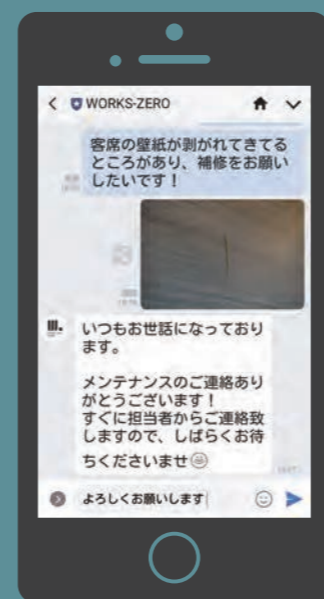 WORKS-ZERO
客席の壁紙が剥がれてきてる
ところがあり、補修をお願い
したいです！
いつもお世話になっており
ます。
メンテナンスのご連絡あり
がとうございます！
すぐに担当者からご連絡致
しますので、しばらくお待
ちくださいませ
よろしくお願いします